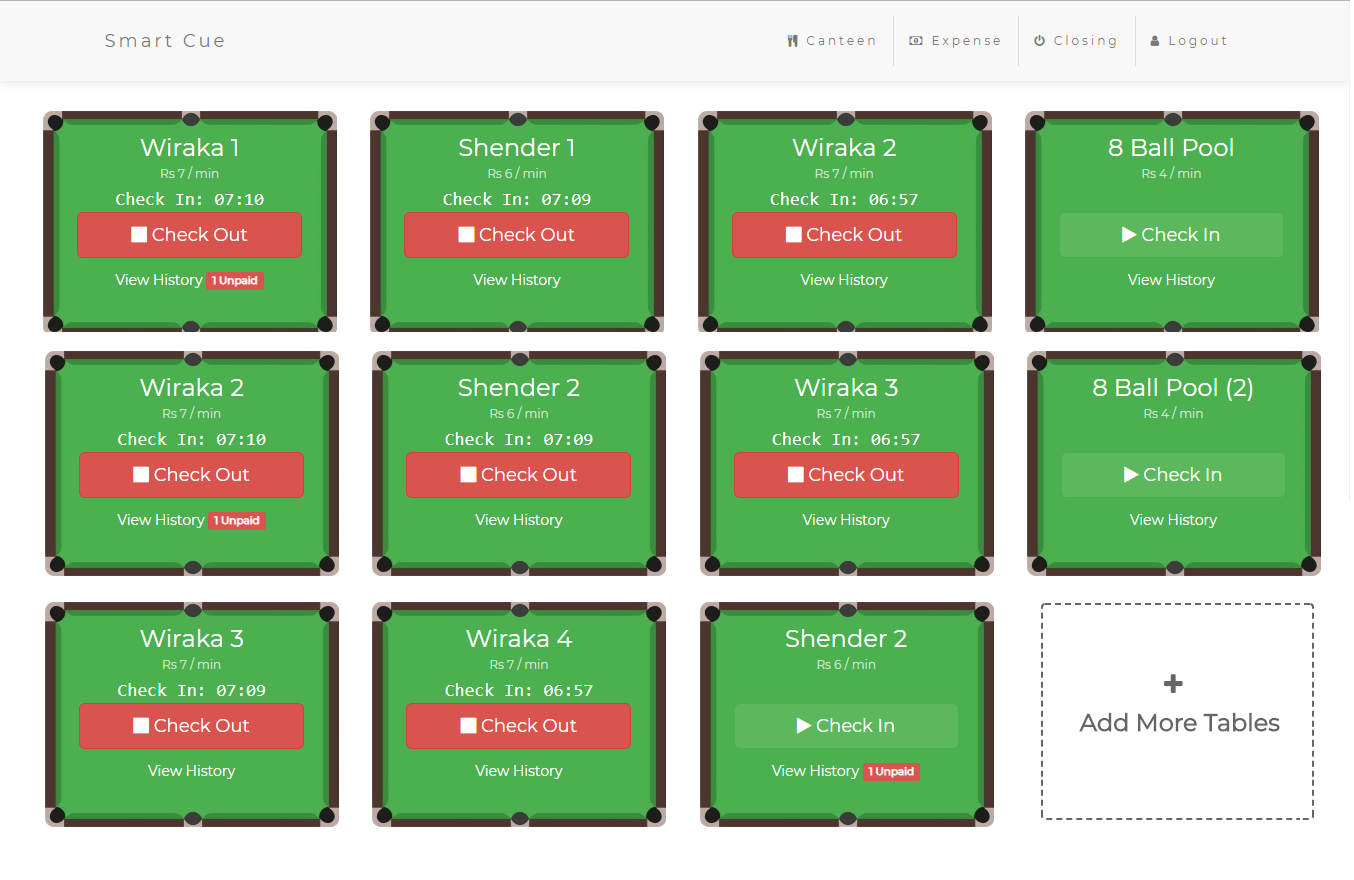 Smart Cue
Canteen
Expense
Closing
Logout
Wiraka 1
Rs 7 / min
Check In: 07:10
Check Out
View History 1 Unpaid
Shender 1
Rs 6 / min
Check In: 07:09
Check Out
View History
Wiraka 2
Rs 7 / min
Check In: 06:57
Check Out
View History
8 Ball Pool
Rs 4 / min
Check In
View History
Wiraka 2
Rs 7 / min
Check In: 07:10
Check Out
View History 1 Unpaid
Shender 2
Rs 6 / min
Check In: 07:09
Check Out
View History
Wiraka 3
Rs 7 / min
Check In: 06:57
Check Out
View History
8 Ball Pool (2)
Rs 4 / min
Check In
View History
Wiraka 3
Rs 7 / min
Check In: 07:09
Check Out
View History
Wiraka 4
Rs 7 / min
Check In: 06:57
Check Out
View History
Shender 2
Rs 6 / min
Check In
View History 1 Unpaid
+
Add More Tables